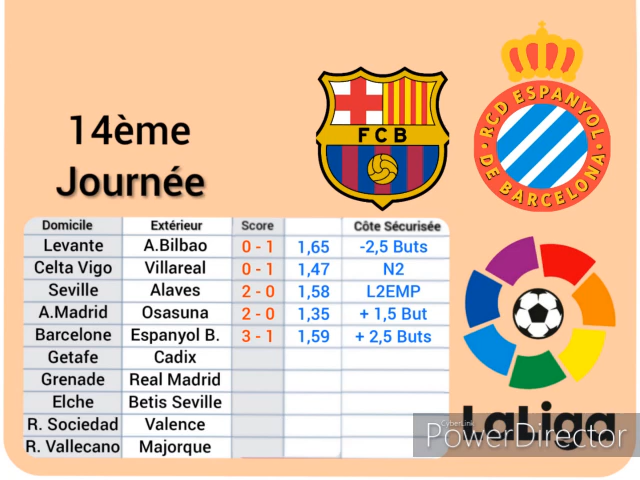 14ème
Journée
FCB
RCD ESPANYOL
DE BARCELONA
Domicile Extérieur Score Côte Sécurisée
Levante A.Bilbao 0 - 1 1,65 -2,5 Buts
Celta Vigo Villareal 0 - 1 1,47 N2
Seville Alaves 2 - 0 1,58 L2EMP
A.Madrid Osasuna 2 - 0 1,35 + 1,5 But
Barcelone Espanyol B. 3 - 1 1,59 + 2,5 Buts
Getafe Cadix
Grenade Real Madrid
Elche Betis Seville
R. Sociedad Valence
R. Vallecano Majorque
LaLiga
CyberLink
PowerDirector